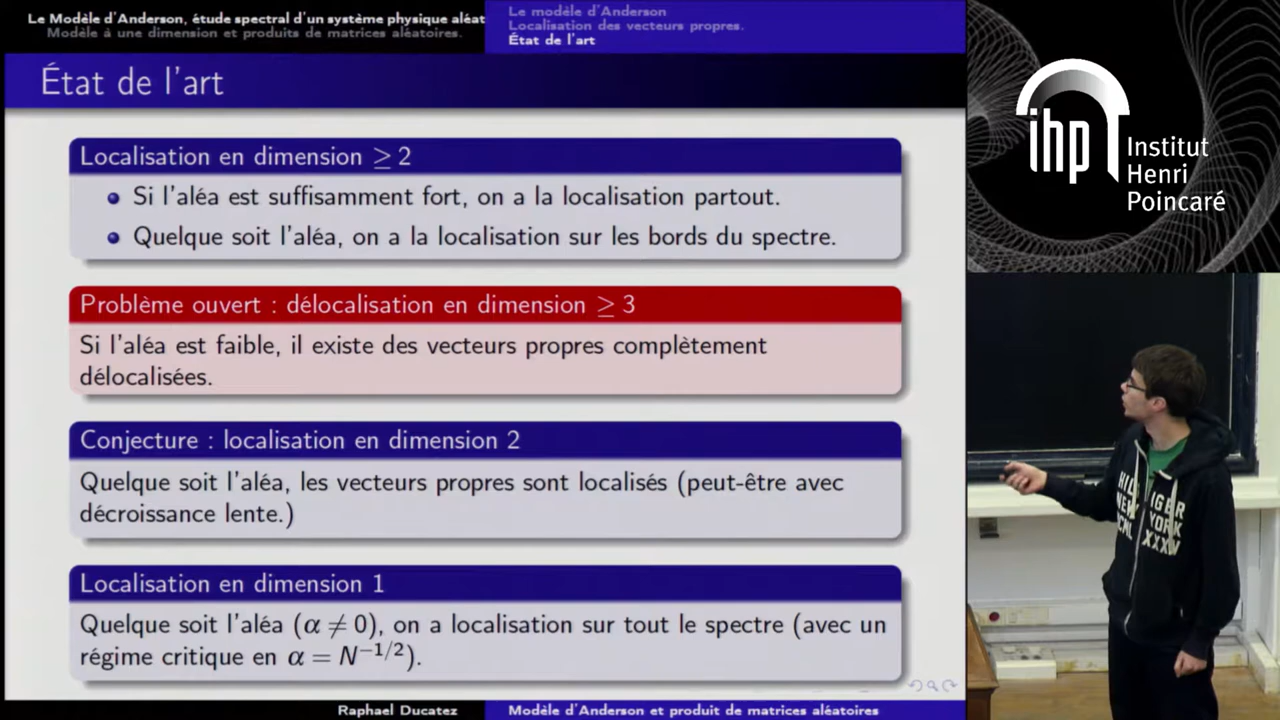 Le Modèle d'Anderson, étude spectral d'un système physique aléat
Modèle à une dimension et produits de matrices aléatoires.
Le modèle d'Anderson
Localisation des vecteurs propres.
État de l'art
État de l'art
Localisation en dimension ≥ 2
Si l'aléa est suffisamment fort, on a la localisation partout.
Quelque soit l'aléa, on a la localisation sur les bords du spectre.
Problème ouvert : délocalisation en dimension ≥ 3
Si l'aléa est faible, il existe des vecteurs propres complètement
délocalisées.
Conjecture : localisation en dimension 2
Quelque soit l'aléa, les vecteurs propres sont localisés (peut-être avec
décroissance lente.)
Localisation en dimension 1
Quelque soit l'aléa (α ≠ 0), on a localisation sur tout le spectre (avec un
régime critique en α = N^{-1/2}).
Raphael Ducatez
Modèle d'Anderson et produit de matrices aléatoires
ihp
Institut
Henri
Poincaré
YORK
XXXV